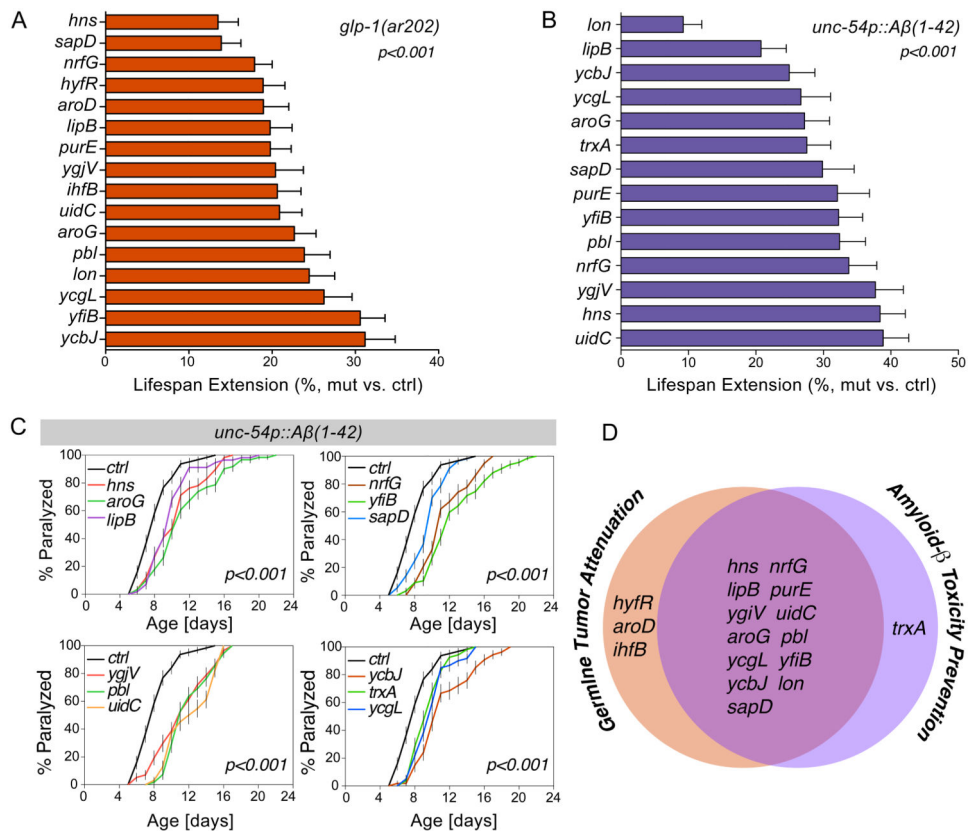 A
glp-1(ar202)
p<0.001
hns
sapD
nrfG
hyfR
aroD
lipB
purE
ygjV
ihfB
uidC
aroG
pbl
lon
ycgL
yfiB
ycbJ
0 10 20 30 40
Lifespan Extension (%, mut vs. ctrl)
B
unc-54p::Aβ(1-42)
p<0.001
lon
lipB
ycbJ
ycgL
aroG
trxA
sapD
purE
yfiB
pbl
nrfG
ygjV
hns
uidC
0 10 20 30 40 50
Lifespan Extension (%, mut vs. ctrl)
C
unc-54p::Aβ(1-42)
% Paralyzed
100
80
60
40
20
0
ctrl
hns
aroG
lipB
p<0.001
4 8 12 16 20 24
Age [days]
% Paralyzed
100
80
60
40
20
0
ctrl
nrfG
yfiB
sapD
p<0.001
4 8 12 16 20 24
Age [days]
% Paralyzed
100
80
60
40
20
0
ctrl
ygjV
pbl
uidC
p<0.001
4 8 12 16 20 24
Age [days]
% Paralyzed
100
80
60
40
20
0
ctrl
ycbJ
trxA
ycgL
p<0.001
4 8 12 16 20 24
Age [days]
D
Germine Tumor Attenuation
Amyloid-β Toxicity Prevention
hyfR
aroD
ihfB
hns nrfG
lipB purE
ygiV uidC
aroG pbl
ycgL yfiB
ycbJ lon
sapD
trxA